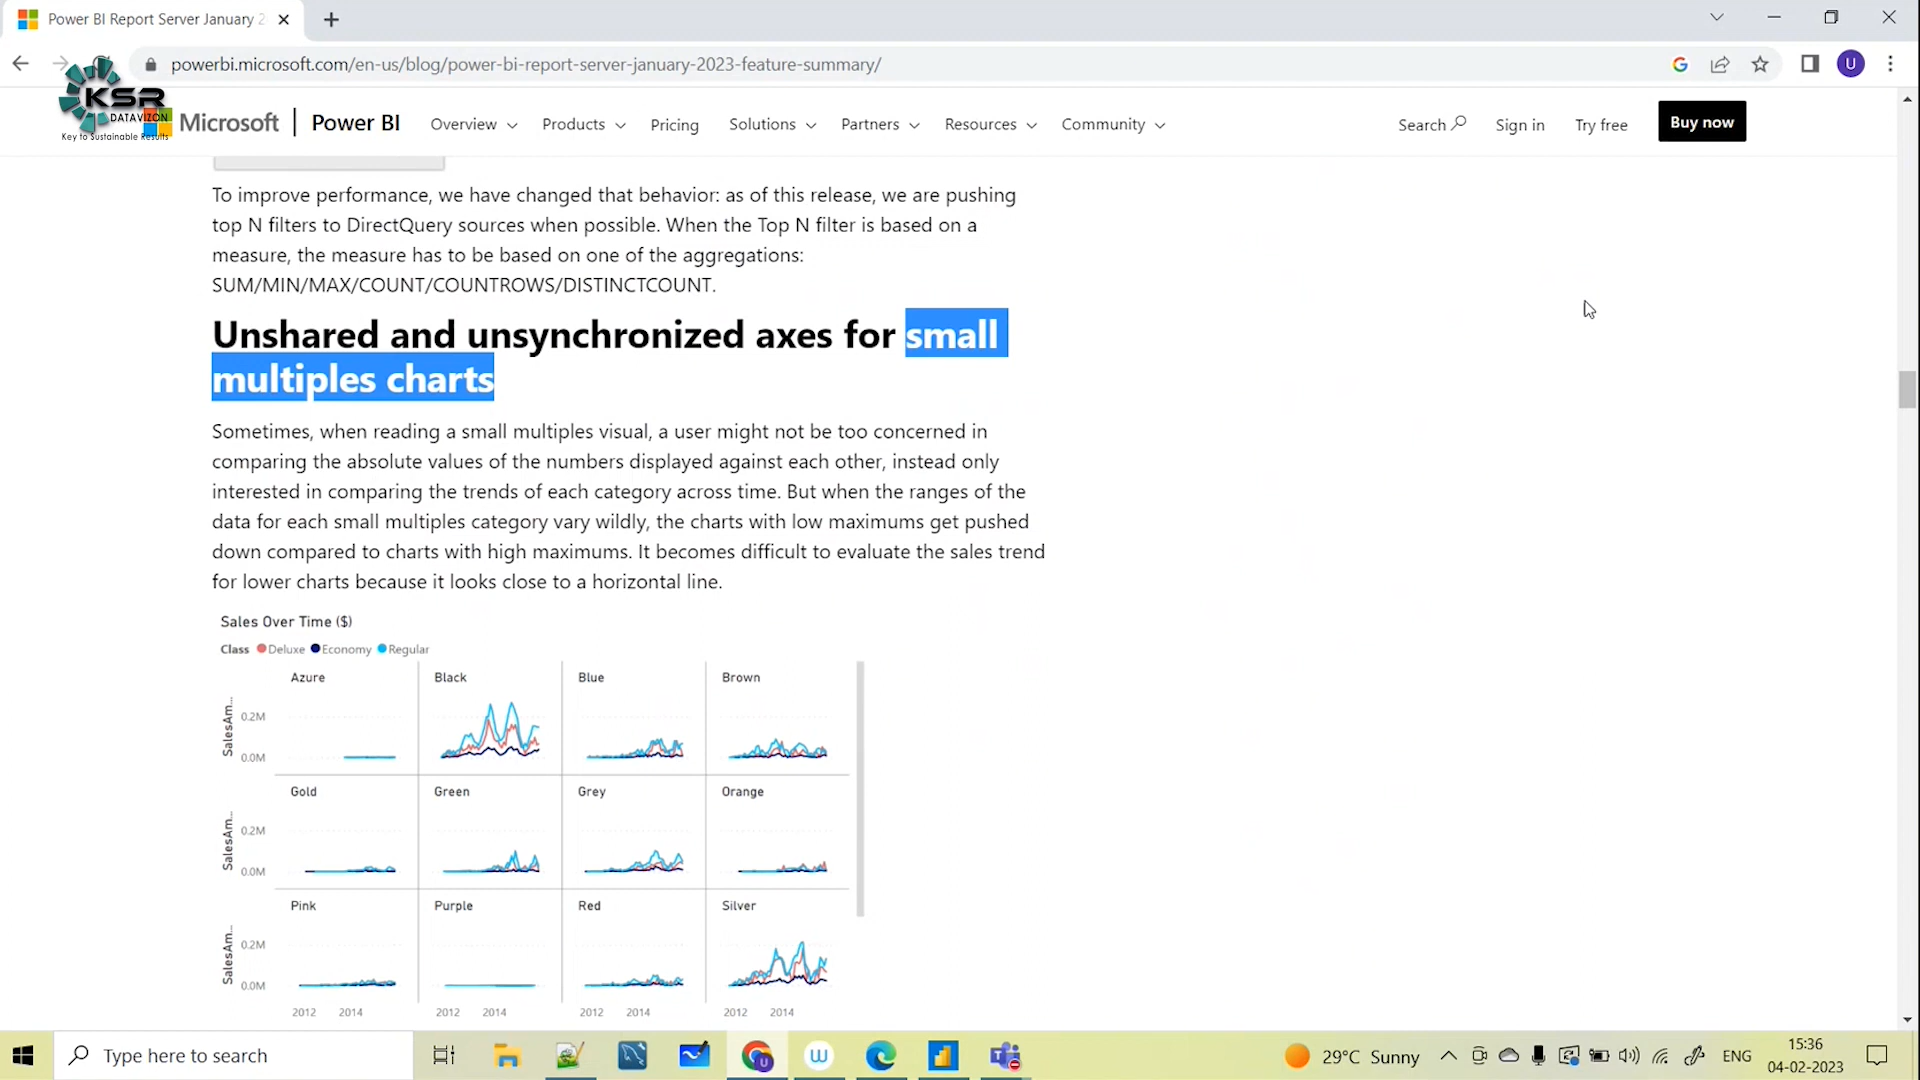 Power BI Report Server January 2
powerbi.microsoft.com/en-us/blog/power-bi-report-server-january-2023-feature-summary/
U
KSR
DATAVIZON
Key to Sustainable Results
Microsoft
Power BI
Overview
Products
Pricing
Solutions
Partners
Resources
Community
Search
Sign in
Try free
Buy now
To improve performance, we have changed that behavior: as of this release, we are pushing
top N filters to DirectQuery sources when possible. When the Top N filter is based on a
measure, the measure has to be based on one of the aggregations:
SUM/MIN/MAX/COUNT/COUNTROWS/DISTINCTCOUNT.
Unshared and unsynchronized axes for small
multiples charts
Sometimes, when reading a small multiples visual, a user might not be too concerned in
comparing the absolute values of the numbers displayed against each other, instead only
interested in comparing the trends of each category across time. But when the ranges of the
data for each small multiples category vary wildly, the charts with low maximums get pushed
down compared to charts with high maximums. It becomes difficult to evaluate the sales trend
for lower charts because it looks close to a horizontal line.
Sales Over Time ($)
Class Deluxe Economy Regular
Azure Black Blue Brown
SalesAm...
0.2M
0.0M
Gold Green Grey Orange
SalesAm...
0.2M
0.0M
Pink Purple Red Silver
SalesAm...
0.2M
0.0M
2012 2014 2012 2014 2012 2014 2012 2014
Type here to search
29°C Sunny
ENG
15:36
04-02-2023